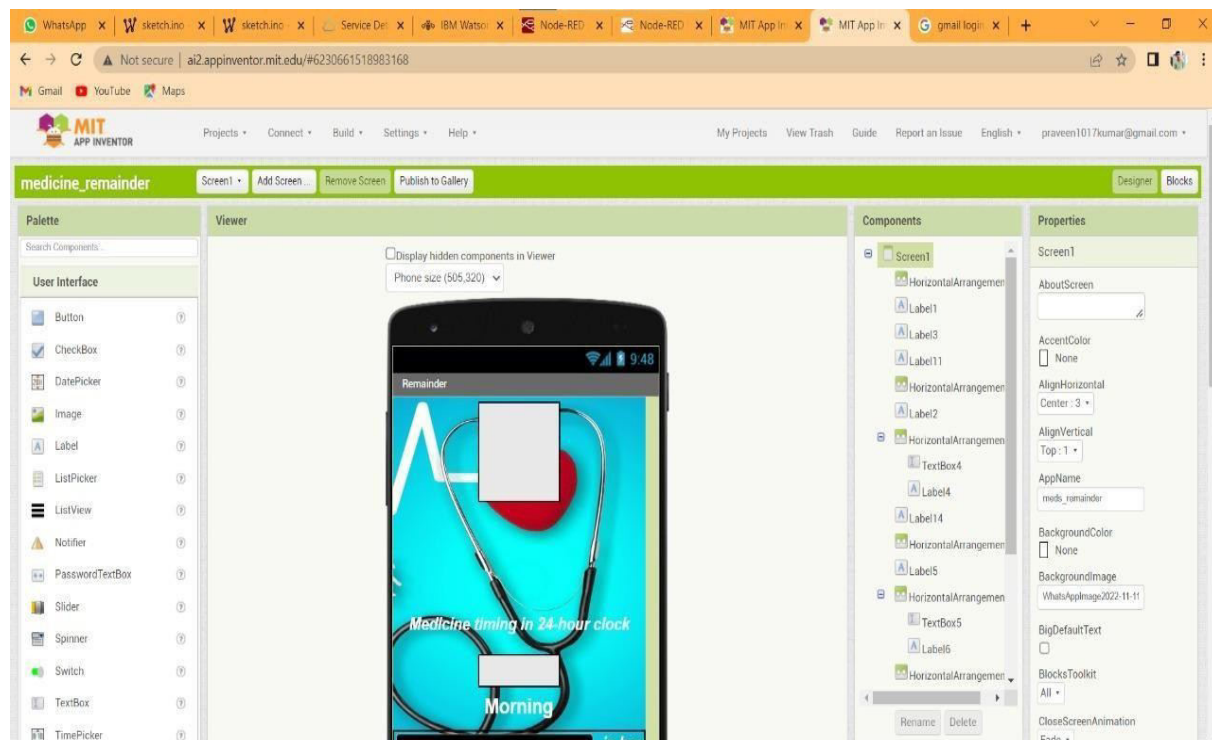 WhatsApp
sketch.ino
sketch.ino
Service Det
IBM Watson
Node-RED
Node-RED
MIT App In
MIT App In
gmail login
Not secure | ai2.appinventor.mit.edu/#6230661518983168
Gmail YouTube Maps
MIT
APP INVENTOR
Projects Connect Build Settings Help
My Projects View Trash Guide Report an Issue English praveen1017kumar@gmail.com
medicine_remainder
Screen1 Add Screen ... Remove Screen Publish to Gallery
Designer Blocks
Palette
Search Components...
User Interface
Button
CheckBox
DatePicker
Image
Label
ListPicker
ListView
Notifier
PasswordTextBox
Slider
Spinner
Switch
TextBox
TimePicker
Viewer
Display hidden components in Viewer
Phone size (505,320)
9:48
Remainder
Medicine timing in 24-hour clock
Morning
Components
Screen1
HorizontalArrangemen
Label1
Label3
Label11
HorizontalArrangemen
Label2
HorizontalArrangemen
TextBox4
Label4
Label14
HorizontalArrangemen
Label5
HorizontalArrangemen
TextBox5
Label6
HorizontalArrangemen
Rename Delete
Properties
Screen1
AboutScreen
AccentColor
None
AlignHorizontal
Center : 3
AlignVertical
Top : 1
AppName
meds_remainder
BackgroundColor
None
BackgroundImage
WhatsAppImage2022-11-11
BigDefaultText
BlocksToolkit
All
CloseScreenAnimation
Fade